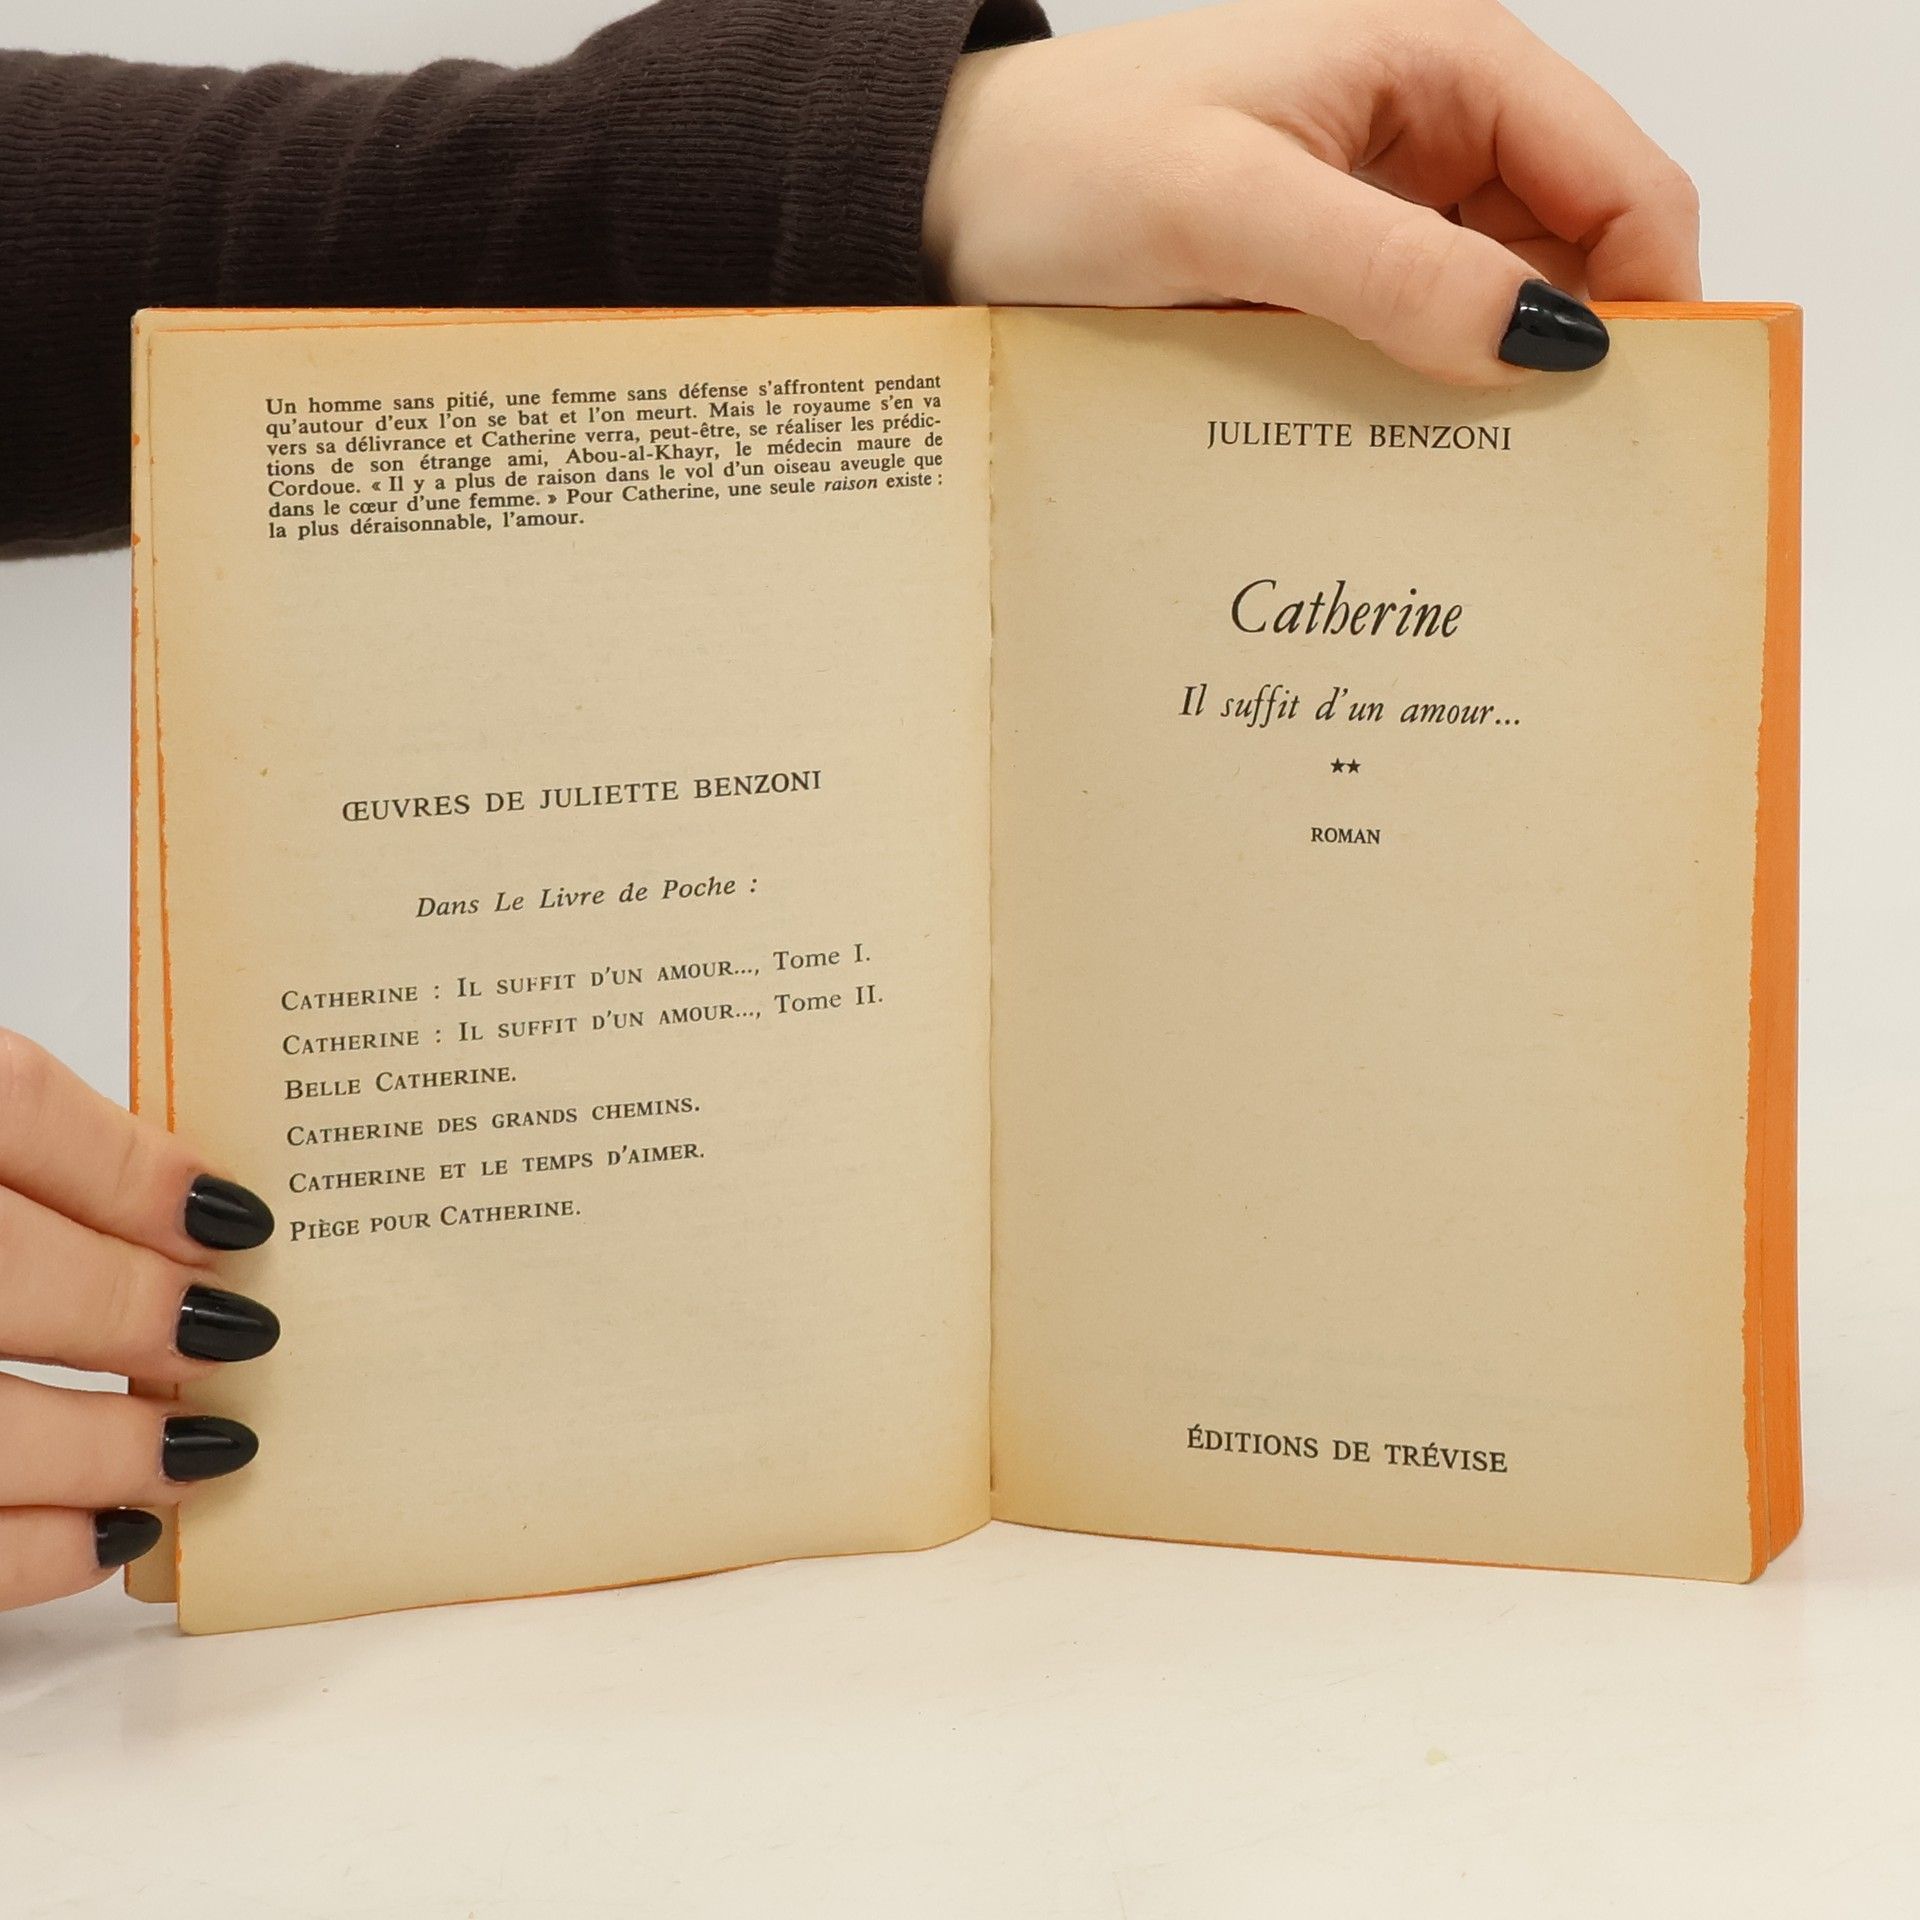 Un homme sans pitié, une femme sans défense s'affrontent pendant
qu'autour d'eux l'on se bat et l'on meurt. Mais le royaume s'en va
vers sa délivrance et Catherine verra, peut-être, se réaliser les prédic-
tions de son étrange ami, Abou-al-Khayr, le médecin maure de
Cordoue. « Il y a plus de raison dans le vol d'un oiseau aveugle que
dans le cœur d'une femme. » Pour Catherine, une seule raison existe :
la plus déraisonnable, l'amour.
ŒUVRES DE JULIETTE BENZONI
Dans Le Livre de Poche :
CATHERINE : IL SUFFIT D'UN AMOUR..., Tome I.
CATHERINE : IL SUFFIT D'UN AMOUR..., Tome II.
BELLE CATHERINE.
CATHERINE DES GRANDS CHEMINS.
CATHERINE ET LE TEMPS D'AIMER.
PIÈGE POUR CATHERINE.
JULIETTE BENZONI
Catherine
Il suffit d'un amour...
★★
ROMAN
ÉDITIONS DE TRÉVISE